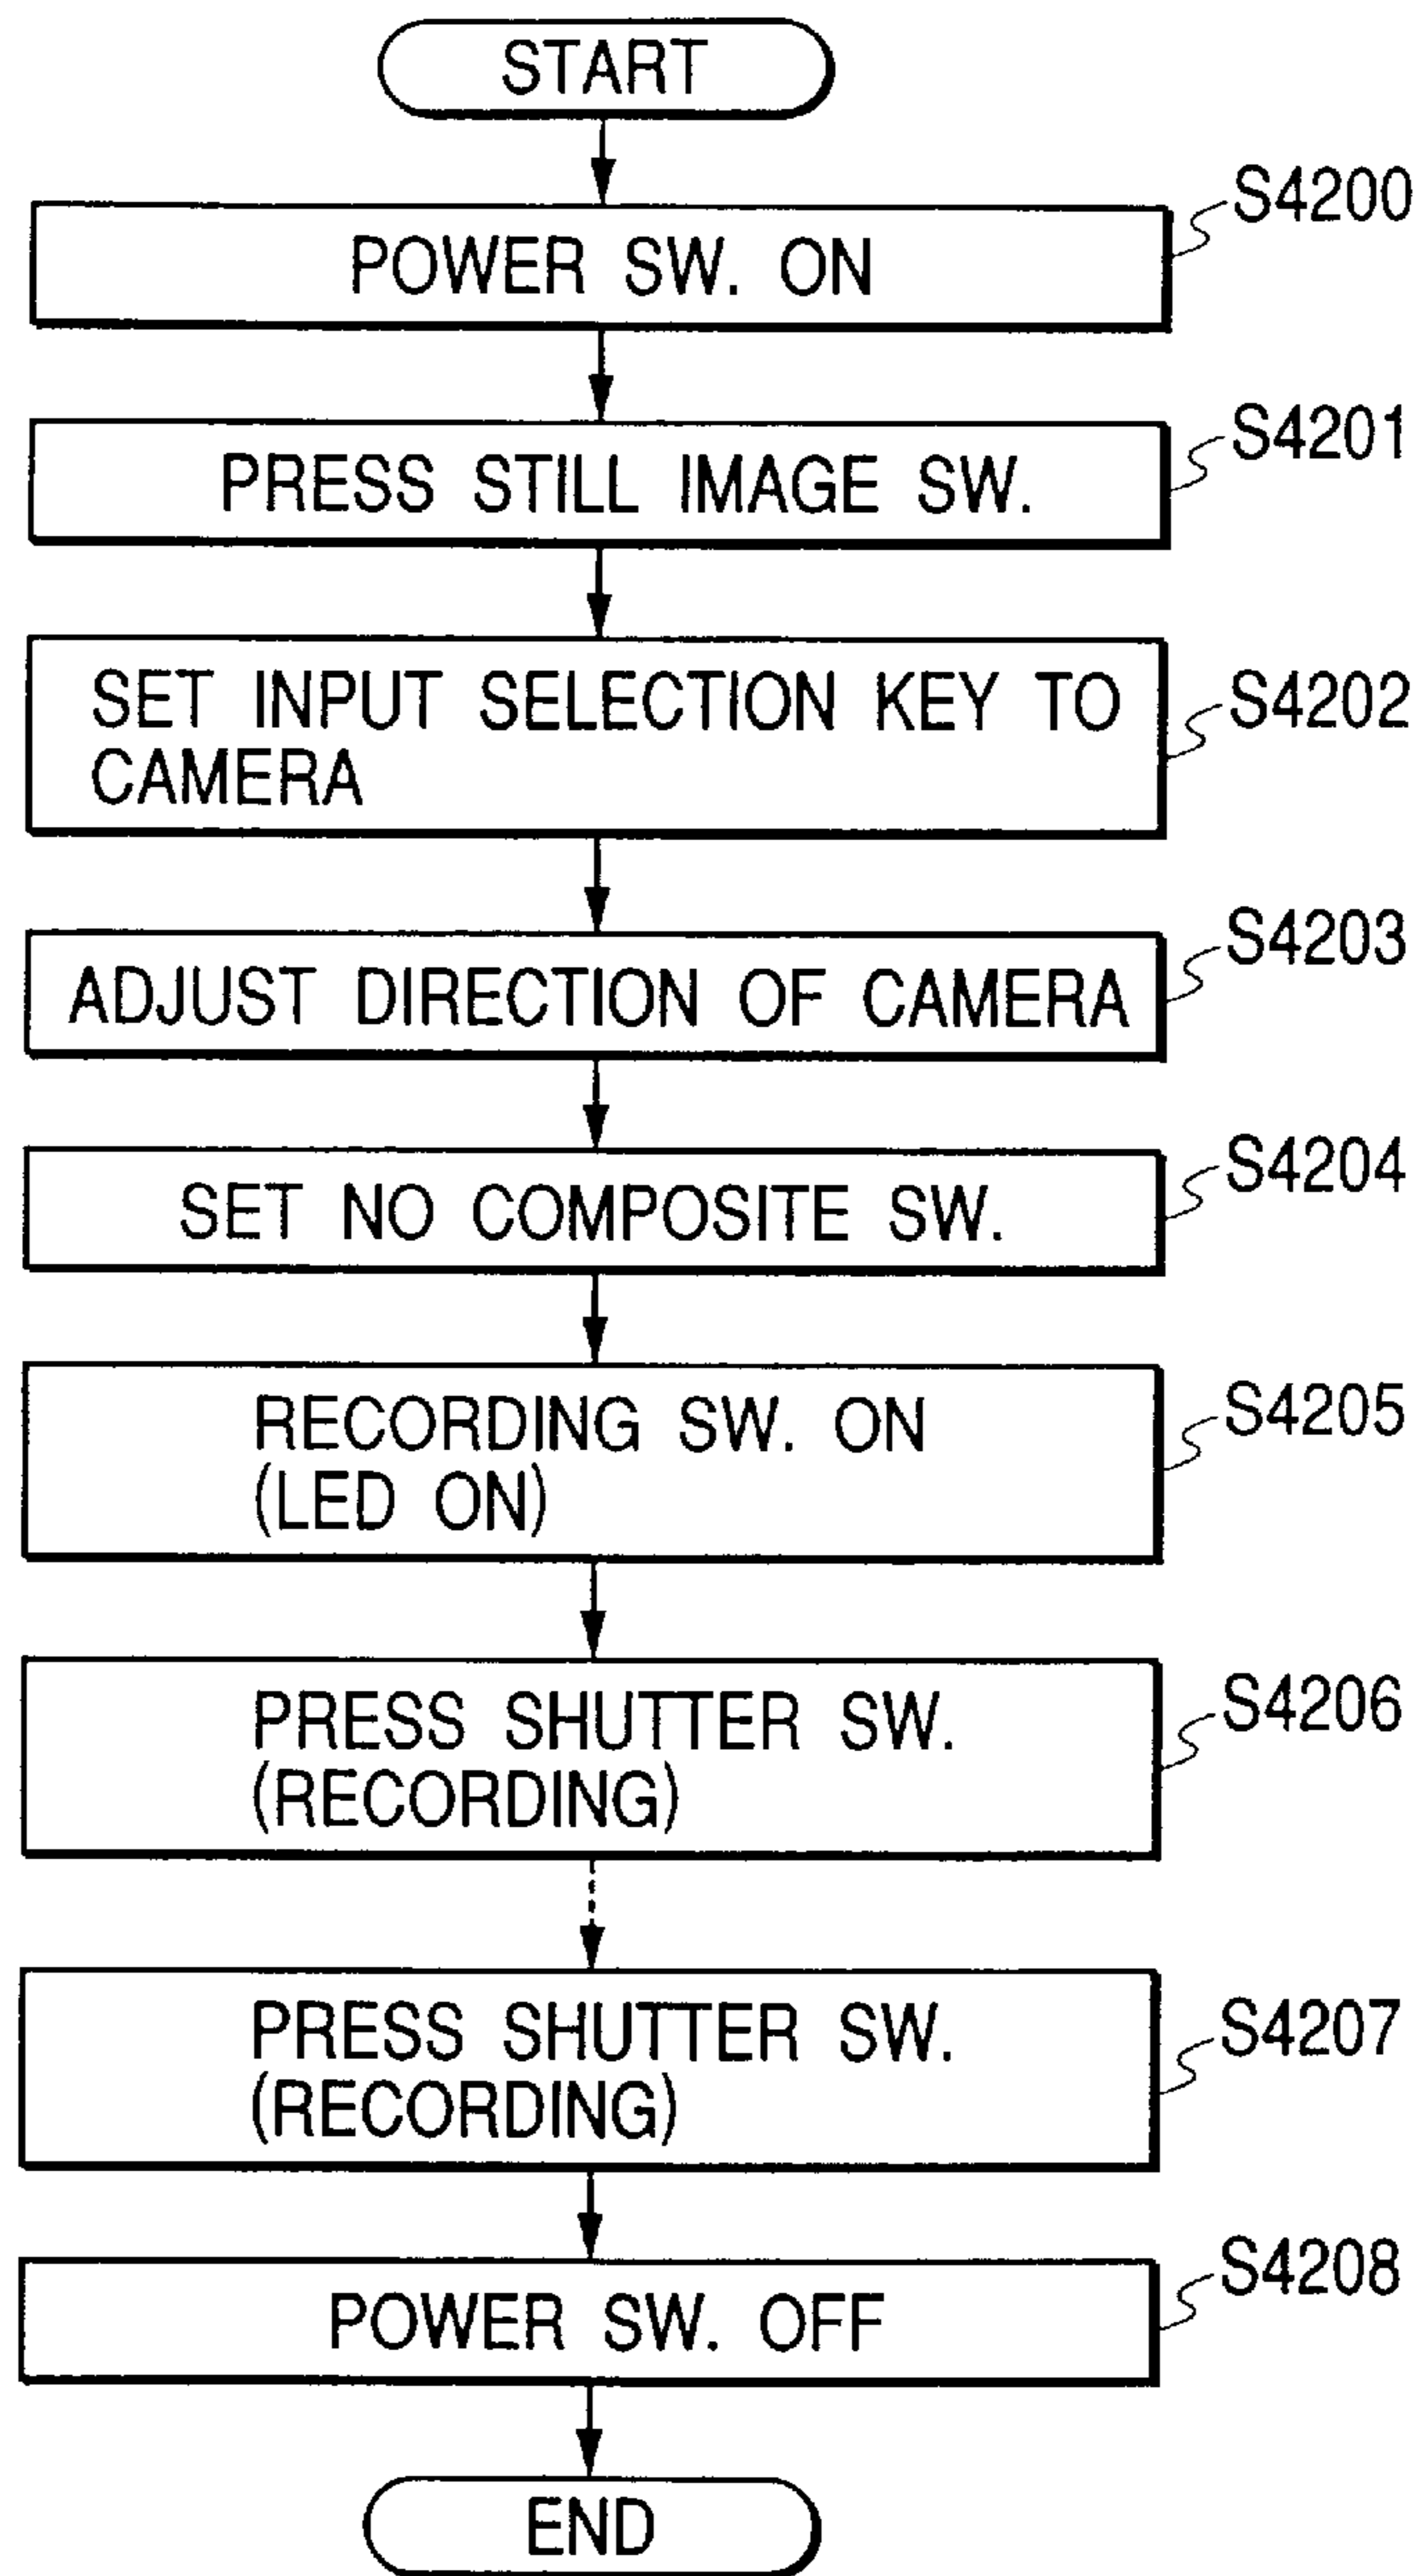 START
S4200
POWER SW. ON
S4201
PRESS STILL IMAGE SW.
S4202
SET INPUT SELECTION KEY TO
CAMERA
S4203
ADJUST DIRECTION OF CAMERA
S4204
SET NO COMPOSITE SW.
S4205
RECORDING SW. ON
(LED ON)
S4206
PRESS SHUTTER SW.
(RECORDING)
S4207
PRESS SHUTTER SW.
(RECORDING)
S4208
POWER SW. OFF
END